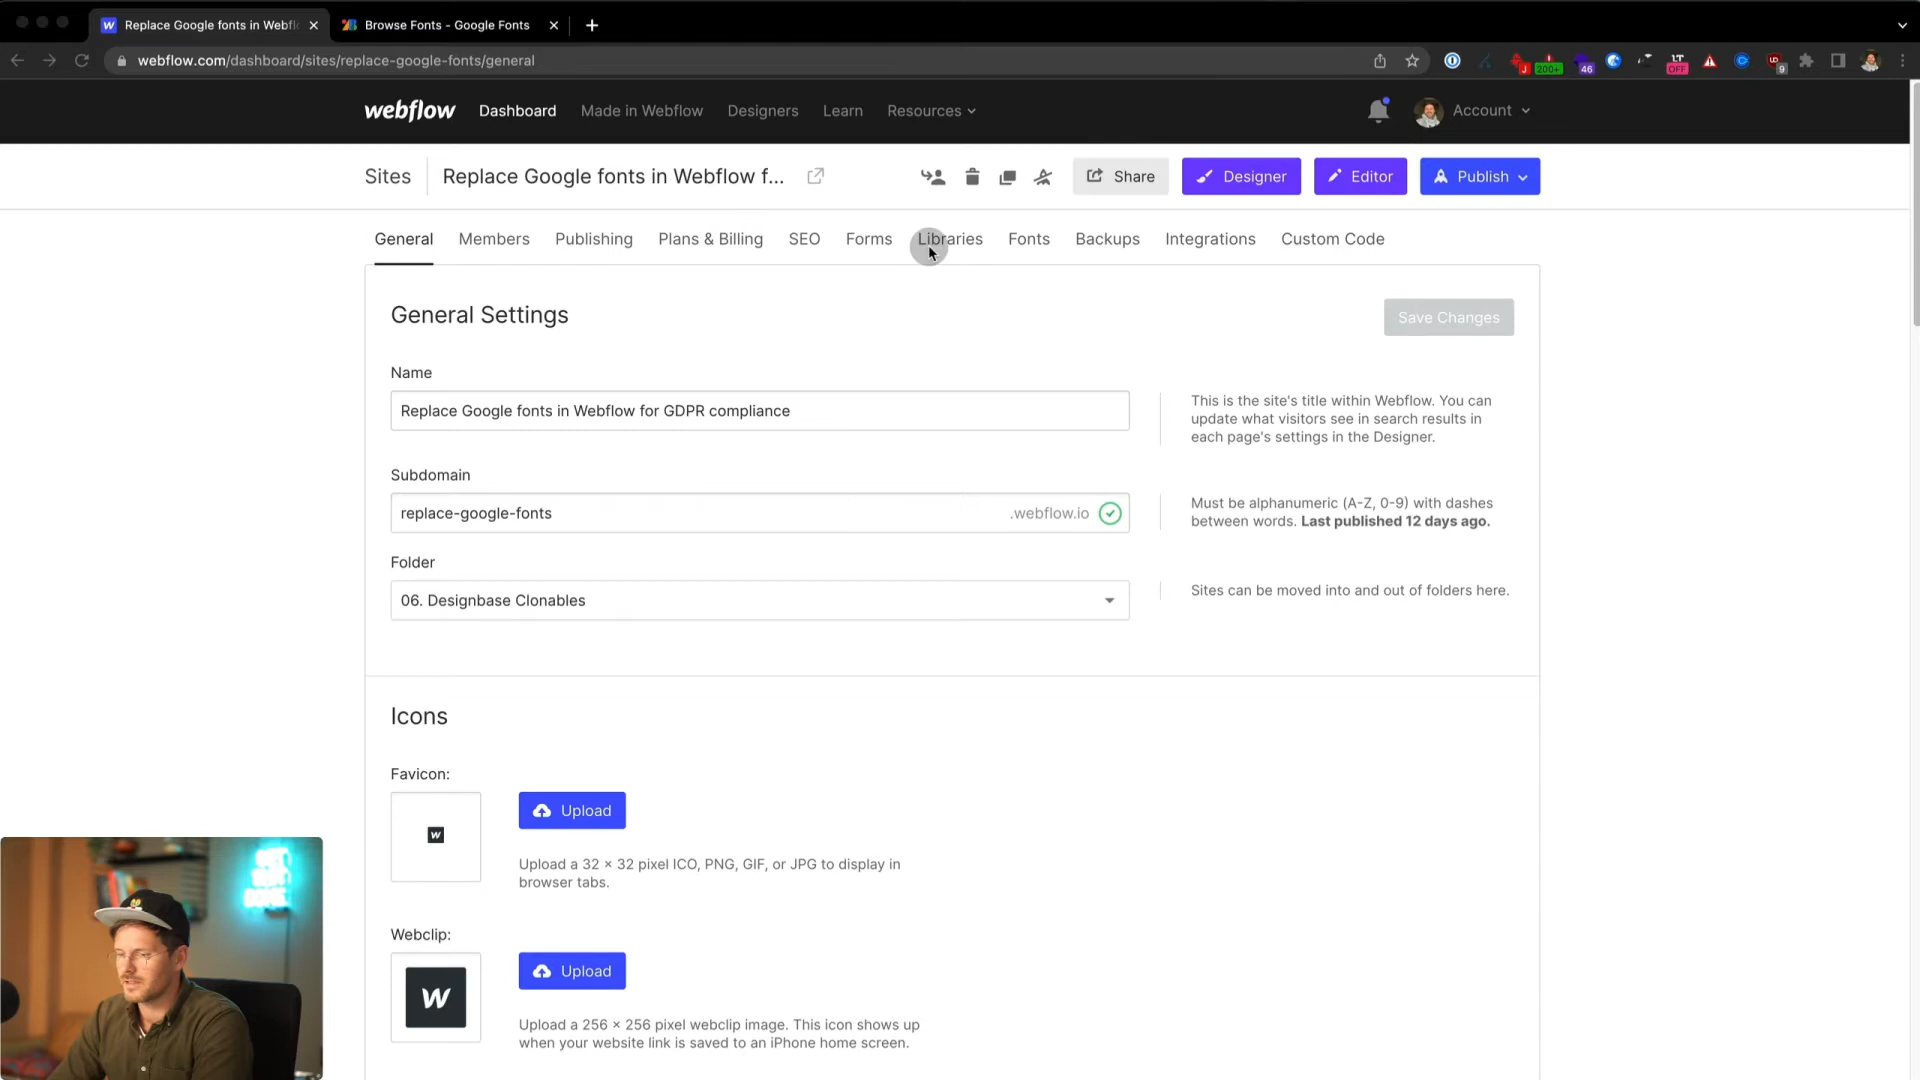 Replace Google fonts in Webfl
Browse Fonts - Google Fonts
webflow.com/dashboard/sites/replace-google-fonts/general
J
200+
46
LT
OFF
UD
9
webflow
Dashboard
Made in Webflow
Designers
Learn
Resources
Account
Sites
Replace Google fonts in Webflow f...
Share
Designer
Editor
Publish
General
Members
Publishing
Plans & Billing
SEO
Forms
Libraries
Fonts
Backups
Integrations
Custom Code
General Settings
Save Changes
Name
Replace Google fonts in Webflow for GDPR compliance
This is the site's title within Webflow. You can
update what visitors see in search results in
each page's settings in the Designer.
Subdomain
replace-google-fonts
.webflow.io
Must be alphanumeric (A-Z, 0-9) with dashes
between words. Last published 12 days ago.
Folder
06. Designbase Clonables
Sites can be moved into and out of folders here.
Icons
Favicon:
W
Upload
Upload a 32 × 32 pixel ICO, PNG, GIF, or JPG to display in
browser tabs.
Webclip:
W
Upload
Upload a 256 × 256 pixel webclip image. This icon shows up
when your website link is saved to an iPhone home screen.